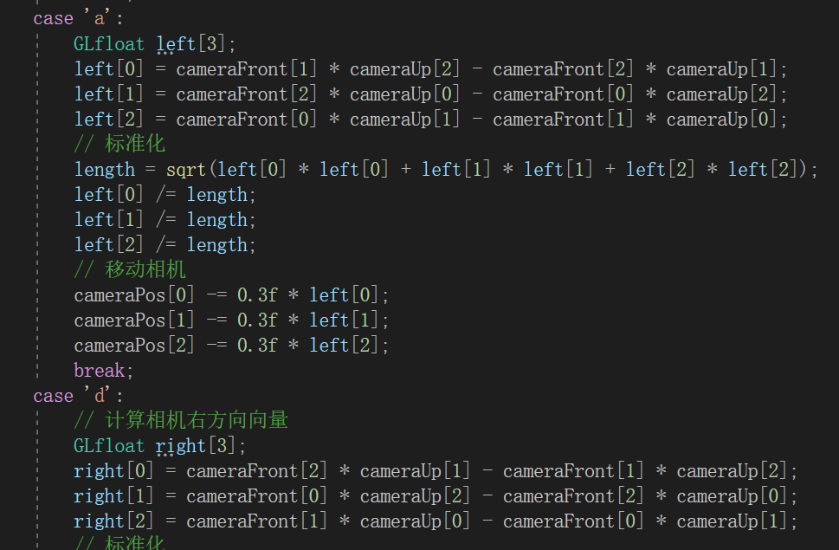 case 'a':
GLfloat left[3];
left[0] = cameraFront[1] * cameraUp[2] - cameraFront[2] * cameraUp[1];
left[1] = cameraFront[2] * cameraUp[0] - cameraFront[0] * cameraUp[2];
left[2] = cameraFront[0] * cameraUp[1] - cameraFront[1] * cameraUp[0];
// 标准化
length = sqrt(left[0] * left[0] + left[1] * left[1] + left[2] * left[2]);
left[0] /= length;
left[1] /= length;
left[2] /= length;
// 移动相机
cameraPos[0] -= 0.3f * left[0];
cameraPos[1] -= 0.3f * left[1];
cameraPos[2] -= 0.3f * left[2];
break;
case 'd':
// 计算相机右方向向量
GLfloat right[3];
right[0] = cameraFront[2] * cameraUp[1] - cameraFront[1] * cameraUp[2];
right[1] = cameraFront[0] * cameraUp[2] - cameraFront[2] * cameraUp[0];
right[2] = cameraFront[1] * cameraUp[0] - cameraFront[0] * cameraUp[1];
// 标准化